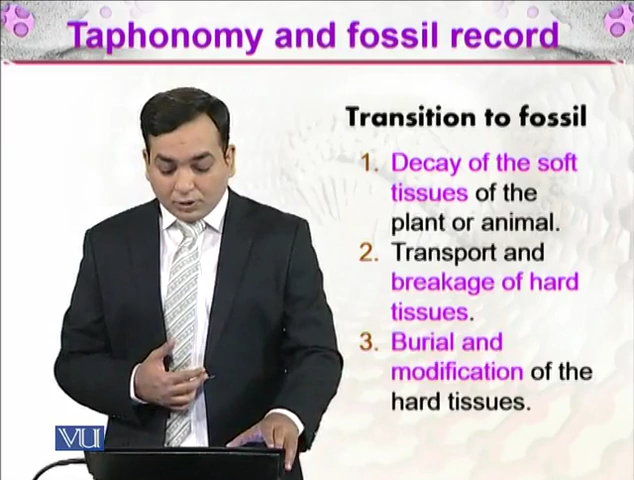 Taphonomy and fossil record
Transition to fossil
1. Decay of the soft
tissues of the
plant or animal.
2. Transport and
breakage of hard
tissues.
3. Burial and
modification of the
hard tissues.
VU